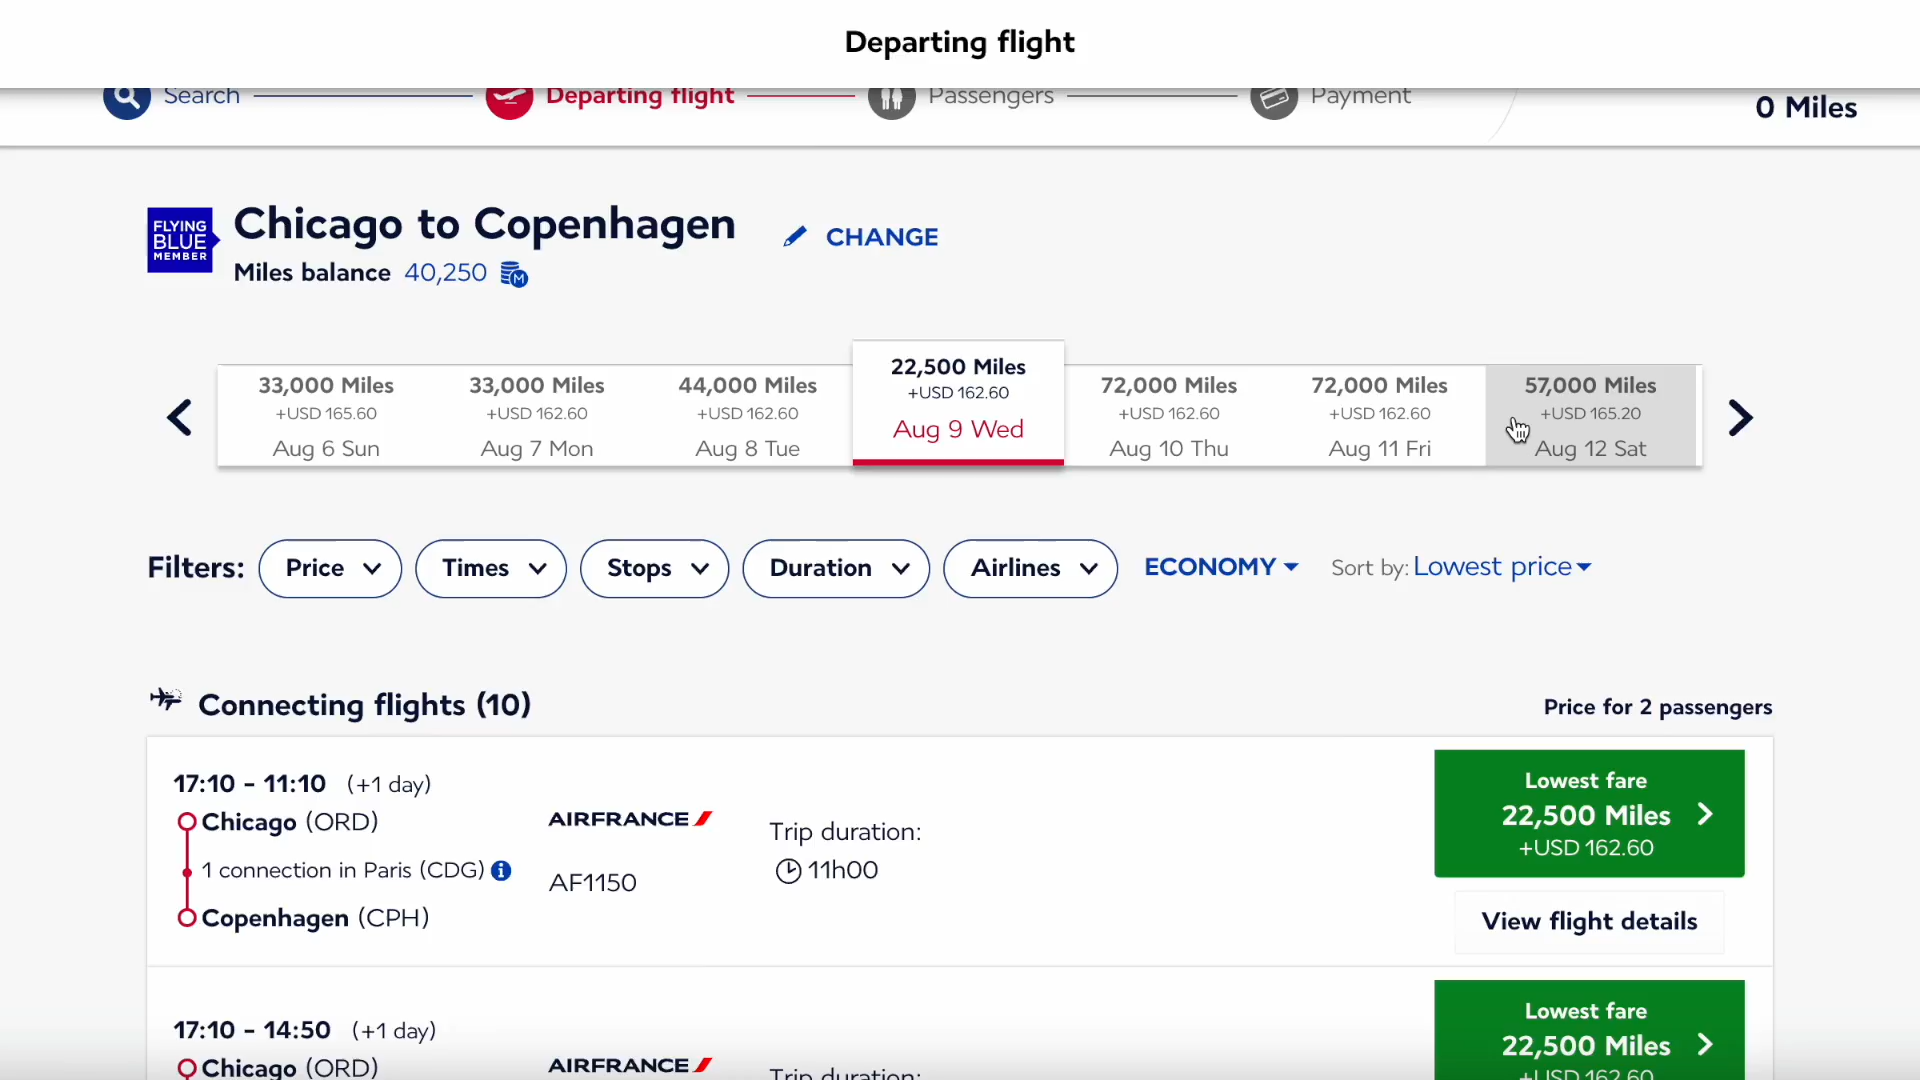 Departing flight
Search
Departing flight
Passengers
Payment
0 Miles
FLYING
BLUE
MEMBER
Chicago to Copenhagen
CHANGE
Miles balance 40,250
M
33,000 Miles
+USD 165.60
Aug 6 Sun
33,000 Miles
+USD 162.60
Aug 7 Mon
44,000 Miles
+USD 162.60
Aug 8 Tue
22,500 Miles
+USD 162.60
Aug 9 Wed
72,000 Miles
+USD 162.60
Aug 10 Thu
72,000 Miles
+USD 162.60
Aug 11 Fri
57,000 Miles
+USD 165.20
Aug 12 Sat
Filters:
Price
Times
Stops
Duration
Airlines
ECONOMY
Sort by: Lowest price
Connecting flights (10)
Price for 2 passengers
17:10 - 11:10 (+1 day)
Chicago (ORD)
1 connection in Paris (CDG)
Copenhagen (CPH)
AIRFRANCE
AF1150
Trip duration:
11h00
Lowest fare
22,500 Miles
+USD 162.60
View flight details
17:10 - 14:50 (+1 day)
Chicago (ORD)
AIRFRANCE
Trip duration:
Lowest fare
22,500 Miles
+USD 162.60